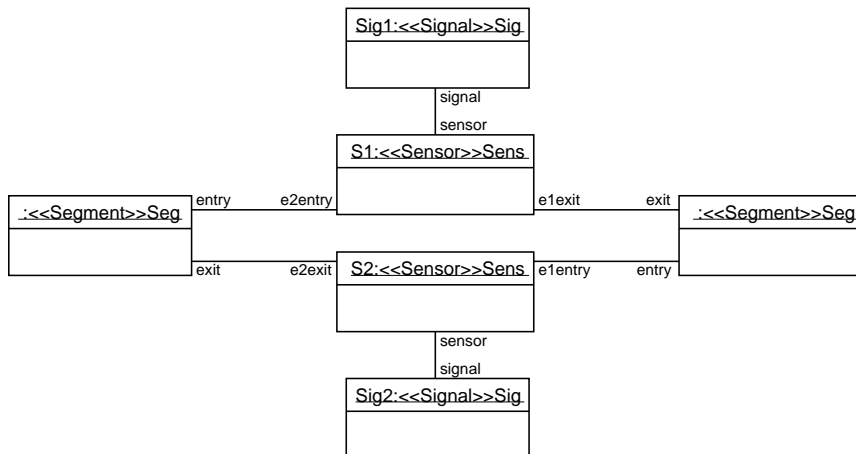 Sig1:<<Signal>>Sig
signal
sensor
S1:<<Sensor>>Sens
entry e2entry e1exit exit
:<<Segment>>Seg :<<Segment>>Seg
S2:<<Sensor>>Sens
exit e2exit e1entry entry
sensor
signal
Sig2:<<Signal>>Sig